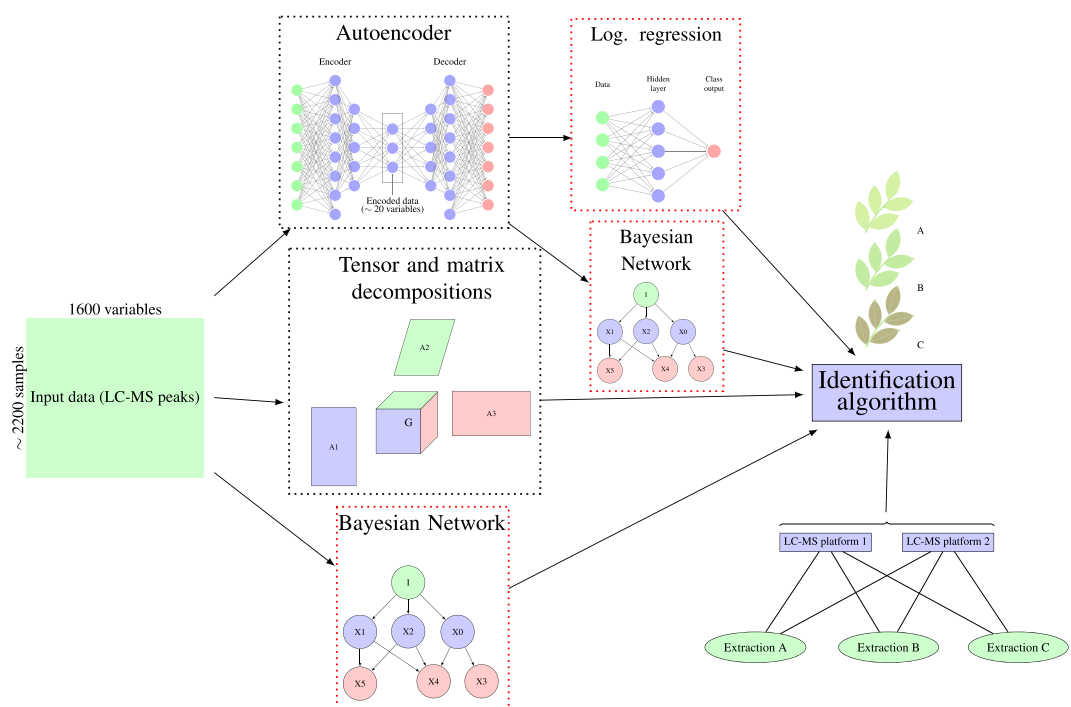 Autoencoder
Encoder
Decoder
Encoded data
(∼ 20 variables)
Log. regression
Data
Hidden
layer
Class
output
Bayesian
Network
I
X1
X2
X0
X5
X4
X3
Tensor and matrix
decompositions
A2
G
A3
A1
1600 variables
∼ 2200 samples
Input data (LC-MS peaks)
Bayesian Network
I
X1
X2
X0
X5
X4
X3
A
B
C
Identification
algorithm
LC-MS platform 1
LC-MS platform 2
Extraction A
Extraction B
Extraction C